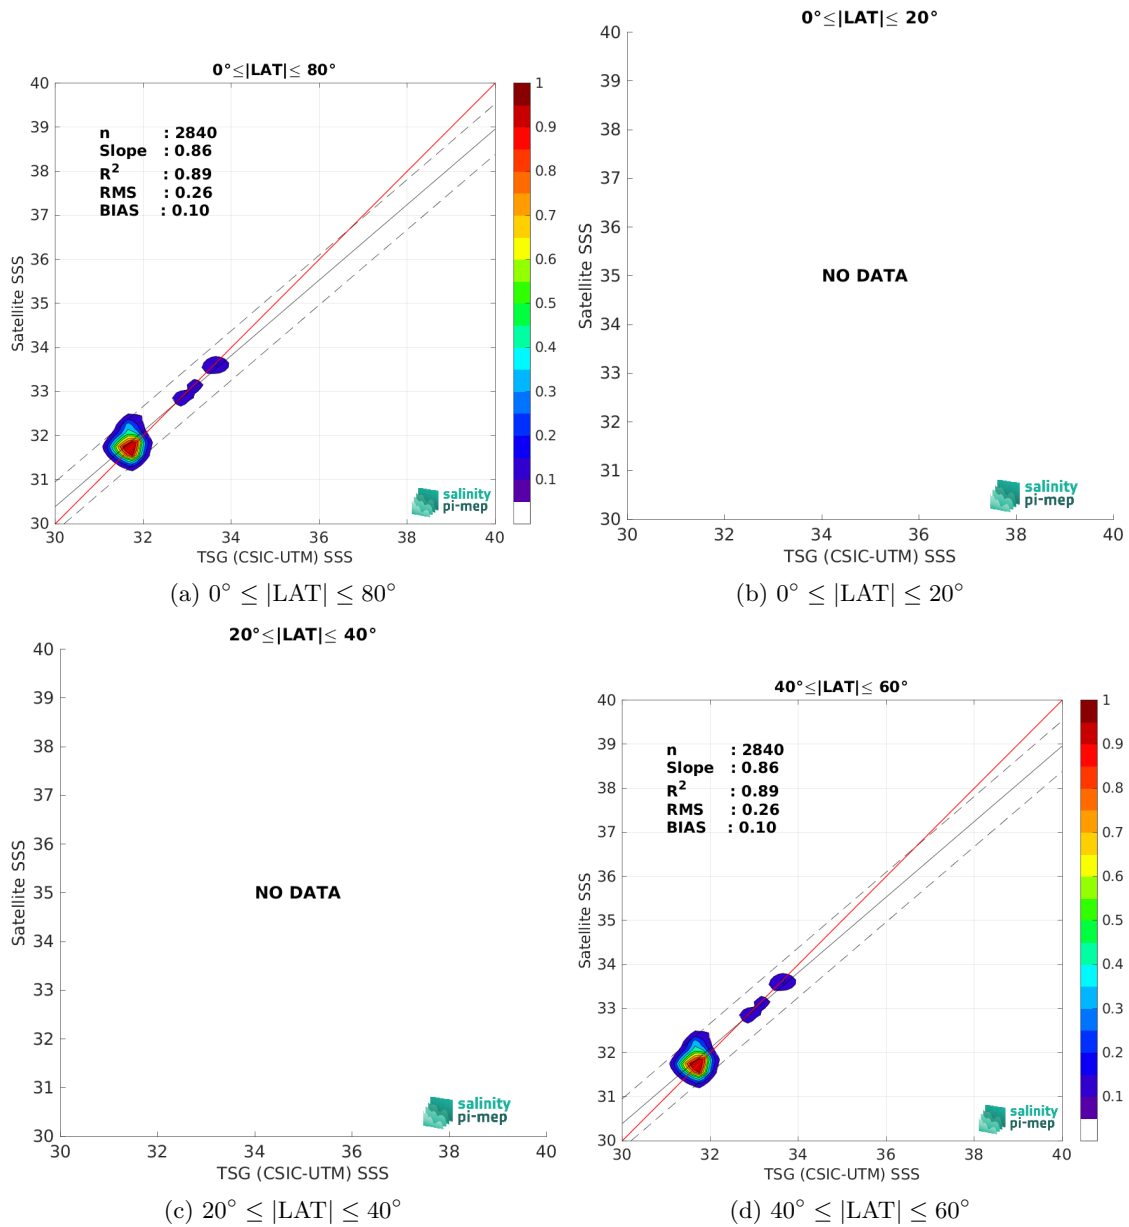 0°≤|LAT|≤ 80°
40
39
38
37
36
35
34
33
32
31
30
Satellite SSS
n : 2840
Slope : 0.86
R² : 0.89
RMS : 0.26
BIAS : 0.10
1
0.9
0.8
0.7
0.6
0.5
0.4
0.3
0.2
0.1
salinity
pi-mep
30 32 34 36 38 40
TSG (CSIC-UTM) SSS
(a) 0° ≤ |LAT| ≤ 80°
0°≤|LAT|≤ 20°
40
39
38
37
36
35
34
33
32
31
30
Satellite SSS
NO DATA
salinity
pi-mep
30 32 34 36 38 40
TSG (CSIC-UTM) SSS
(b) 0° ≤ |LAT| ≤ 20°
20°≤|LAT|≤ 40°
40
39
38
37
36
35
34
33
32
31
30
Satellite SSS
NO DATA
salinity
pi-mep
30 32 34 36 38 40
TSG (CSIC-UTM) SSS
(c) 20° ≤ |LAT| ≤ 40°
40°≤|LAT|≤ 60°
40
39
38
37
36
35
34
33
32
31
30
Satellite SSS
n : 2840
Slope : 0.86
R² : 0.89
RMS : 0.26
BIAS : 0.10
1
0.9
0.8
0.7
0.6
0.5
0.4
0.3
0.2
0.1
salinity
pi-mep
30 32 34 36 38 40
TSG (CSIC-UTM) SSS
(d) 40° ≤ |LAT| ≤ 60°